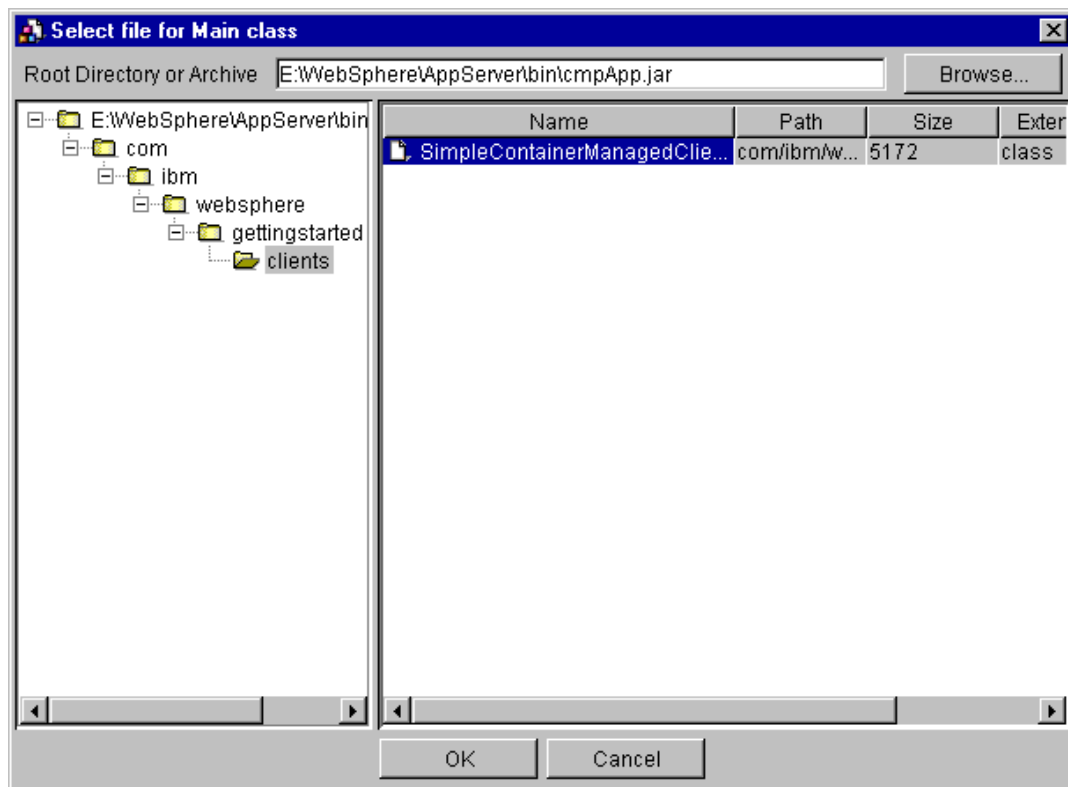 Select file for Main class
Root Directory or Archive E:\WebSphere\AppServer\bin\cmpApp.jar Browse...
E:\WebSphere\AppServer\bin
com
ibm
websphere
gettingstarted
clients
Name Path Size Exter
SimpleContainerManagedClie... com/ibm/w... 5172 class
OK Cancel